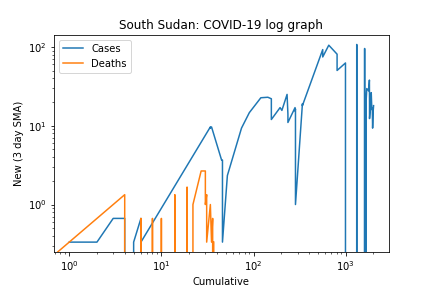 South Sudan: COVID-19 log graph
Cases
Deaths
New (3 day SMA)
10²
10¹
10⁰
10⁰ 10¹ 10² 10³
Cumulative